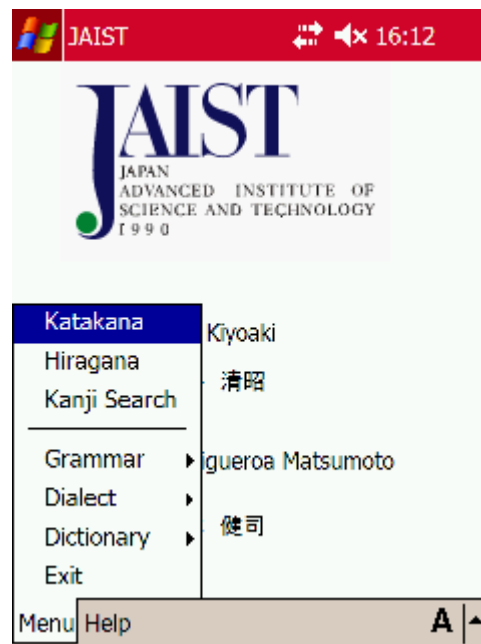 JAIST 16:12
JAIST
JAPAN
ADVANCED INSTITUTE OF
SCIENCE AND TECHNOLOGY
1990
Katakana
Kiyoaki
Hiragana
清昭
Kanji Search
Grammar
igueroa Matsumoto
Dialect
Dictionary
健司
Exit
Menu Help A